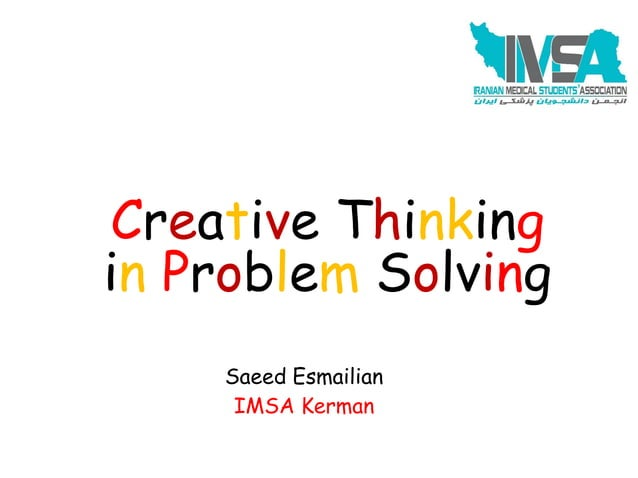 IMSA
IRANIAN MEDICAL STUDENTS' ASSOCIATION
انجمن دانشجویان پزشکی ایران
Creative Thinking
in Problem Solving
Saeed Esmailian
IMSA Kerman